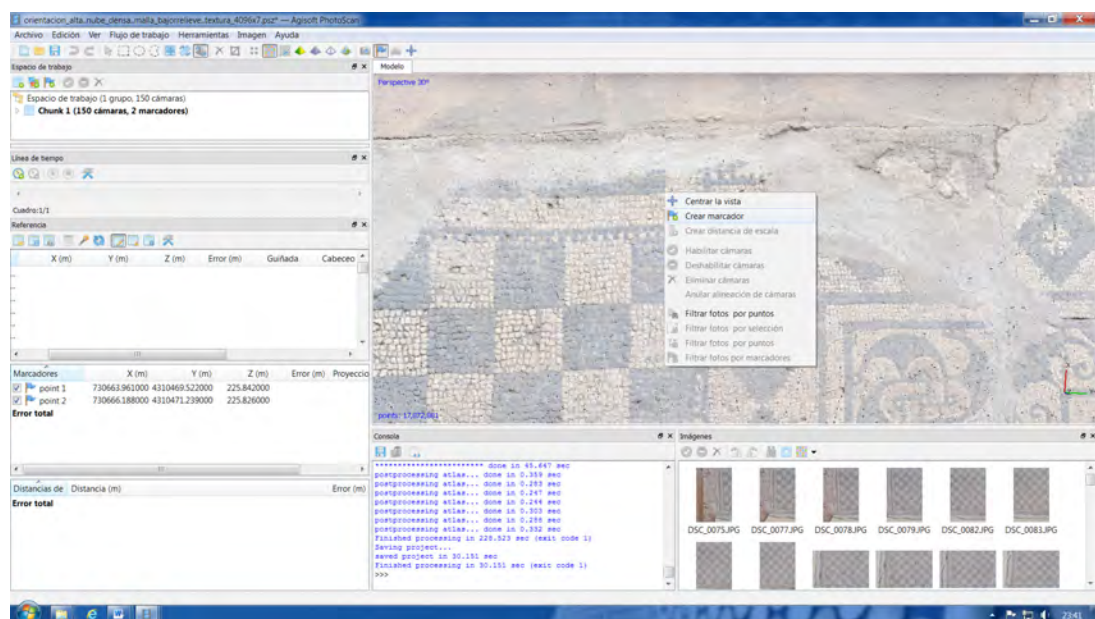 orientacion_alta..nube_densa..malla_bajorrelieve..textura_4096x7.psz* — Agisoft PhotoScan
Archivo Edición Ver Flujo de trabajo Herramientas Imagen Ayuda
Espacio de trabajo
Espacio de trabajo (1 grupo, 150 cámaras)
Chunk 1 (150 cámaras, 2 marcadores)
Línea de tiempo
Cuadro:1/1
Referencia
X (m) Y (m) Z (m) Error (m) Guiñada Cabeceo
Marcadores X (m) Y (m) Z (m) Error (m) Proyeccio
point 1 730663.961000 4310469.522000 225.842000
point 2 730666.188000 4310471.239000 225.826000
Error total
Distancias de Distancia (m) Error (m)
Error total
Modelo
Perspective 30°
Centrar la vista
Crear marcador
Crear distancia de escala
Habilitar cámaras
Deshabilitar cámaras
Eliminar cámaras
Anular alineación de cámaras
Filtrar fotos por puntos
Filtrar fotos por selección
Filtrar fotos por puntos
Filtrar fotos por marcadores
Y
Consola
************************ done in 65.647 sec
postprocessing atlas... done in 0.359 sec
postprocessing atlas... done in 0.283 sec
postprocessing atlas... done in 0.247 sec
postprocessing atlas... done in 0.244 sec
postprocessing atlas... done in 0.303 sec
postprocessing atlas... done in 0.288 sec
postprocessing atlas... done in 0.332 sec
Finished processing in 228.523 sec (exit code 1)
Saving project...
saved project in 30.151 sec
Finished processing in 30.151 sec (exit code 1)
>>>
Imágenes
DSC_0075.JPG DSC_0077.JPG DSC_0078.JPG DSC_0079.JPG DSC_0082.JPG DSC_0083.JPG
23:41